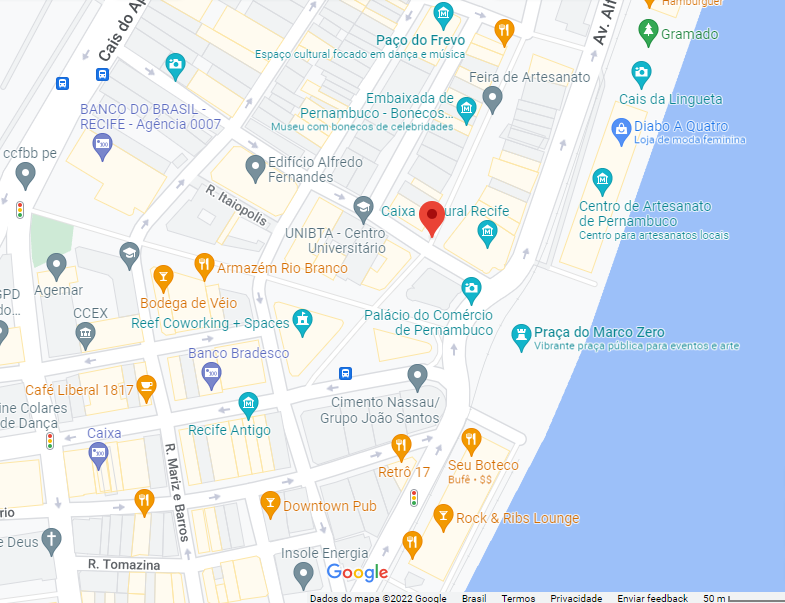 Hamburguer
Cais do Ap
Av. Alf
Gramado
Paço do Frevo
Espaço cultural focado em dança e música
Feira de Artesanato
Cais da Lingueta
Embaixada de
Pernambuco - Bonecos...
Museu com bonecos de celebridades
BANCO DO BRASIL -
RECIFE - Agência 0007
Diabo A Quatro
Loja de moda feminina
ccfbb pe
Edifício Alfredo
Fernandes
R. Itaiopolis
Caixa
ural Recife
Centro de Artesanato
de Pernambuco
Centro para artesanatos locais
UNIBTA - Centro
Universitário
Armazém Rio Branco
Agemar
GPD
do...
Bodega de Véio
CCEX
Reef Coworking + Spaces
Palácio do Comércio
de Pernambuco
Praça do Marco Zero
Vibrante praça pública para eventos e arte
Banco Bradesco
Café Liberal 1817
ine Colares
de Dança
Cimento Nassau/
Grupo João Santos
Recife Antigo
Caixa
R. Mariz e Barros
Retrô 17
Seu Boteco
Bufê • $$
rio
Downtown Pub
Rock & Ribs Lounge
e Deus
R. Tomazina
Insole Energia
Google
Dados do mapa ©2022 Google Brasil Termos Privacidade Enviar feedback 50 m